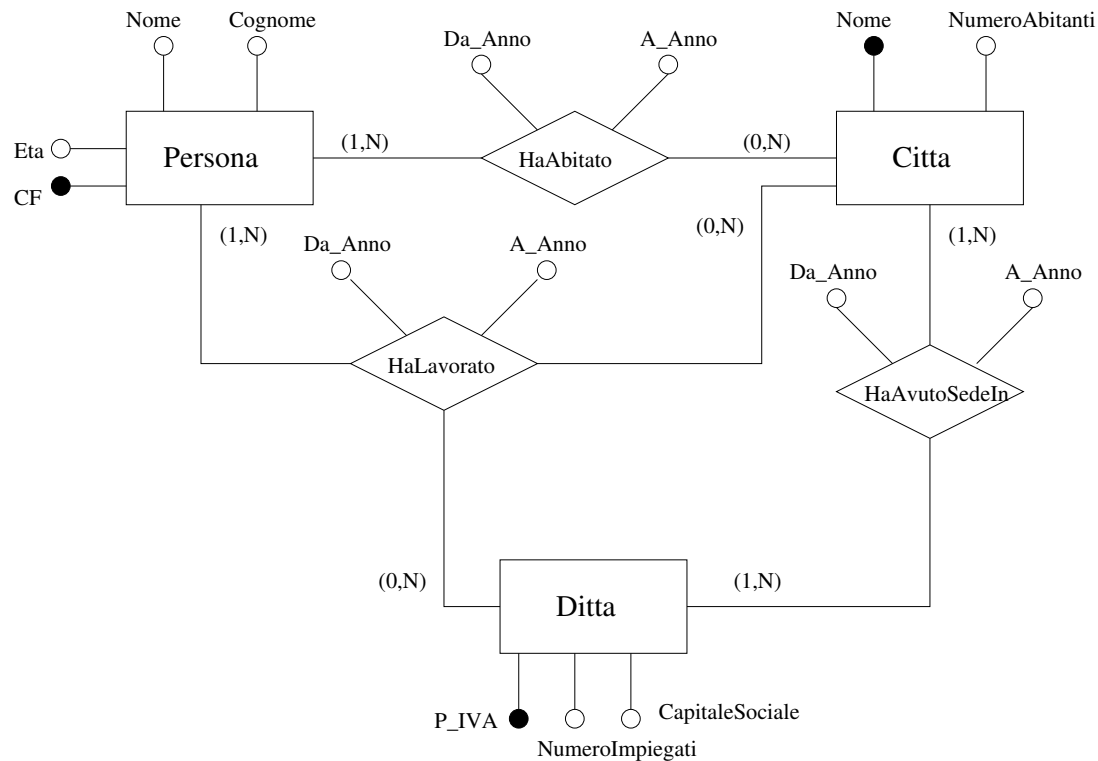 Nome
Cognome
Nome
NumeroAbitanti
Da_Anno
A_Anno
Eta
Persona
(1,N)
HaAbitato
(0,N)
Citta
CF
(1,N)
(0,N)
(1,N)
Da_Anno
A_Anno
Da_Anno
A_Anno
HaLavorato
HaAvutoSedeIn
(0,N)
(1,N)
Ditta
P_IVA
CapitaleSociale
NumeroImpiegati